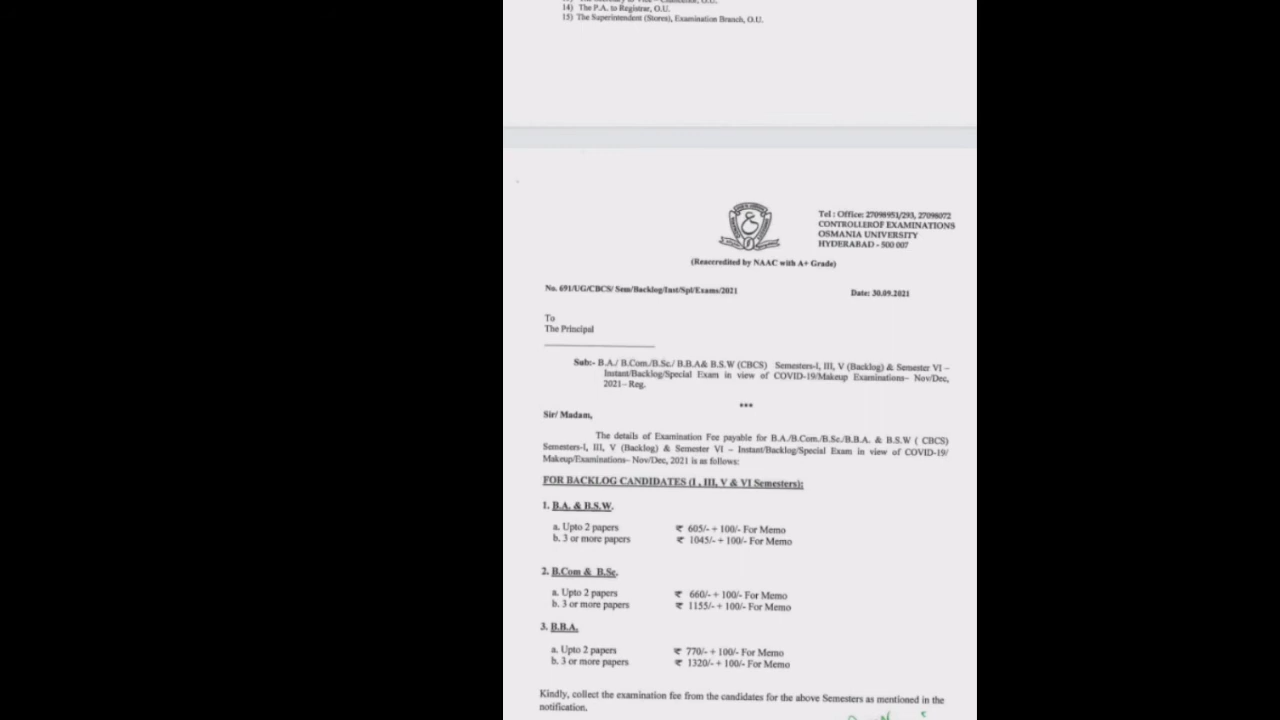 14) The P.A. to Registrar, O.U.
15) The Superintendent (Stores), Examination Branch, O.U.
Tel : Office: 27098951/293, 27098072
CONTROLLEROF EXAMINATIONS
OSMANIA UNIVERSITY
HYDERABAD - 500 007
(Reaccredited by NAAC with A+ Grade)
No. 691/UG/CBCS/ Sem/Backlog/Inst/Spl/Exams/2021
Date: 30.09.2021
To
The Principal
Sub:- B.A./ B.Com./B.Sc./ B.B.A& B.S.W (CBCS) Semesters-I, III, V (Backlog) & Semester VI –
Instant/Backlog/Special Exam in view of COVID-19/Makeup Examinations– Nov/Dec,
2021– Reg.
***
Sir/ Madam,
The details of Examination Fee payable for B.A./B.Com./B.Sc./B.B.A. & B.S.W ( CBCS)
Semesters-I, III, V (Backlog) & Semester VI – Instant/Backlog/Special Exam in view of COVID-19/
Makeup/Examinations– Nov/Dec, 2021 is as follows:
FOR BACKLOG CANDIDATES (I , III, V & VI Semesters):
1. B.A. & B.S.W.
a. Upto 2 papers ₹ 605/- + 100/- For Memo
b. 3 or more papers ₹ 1045/- + 100/- For Memo
2. B.Com & B.Sc.
a. Upto 2 papers ₹ 660/- + 100/- For Memo
b. 3 or more papers ₹ 1155/- + 100/- For Memo
3. B.B.A.
a. Upto 2 papers ₹ 770/- + 100/- For Memo
b. 3 or more papers ₹ 1320/- + 100/- For Memo
Kindly, collect the examination fee from the candidates for the above Semesters as mentioned in the
notification.